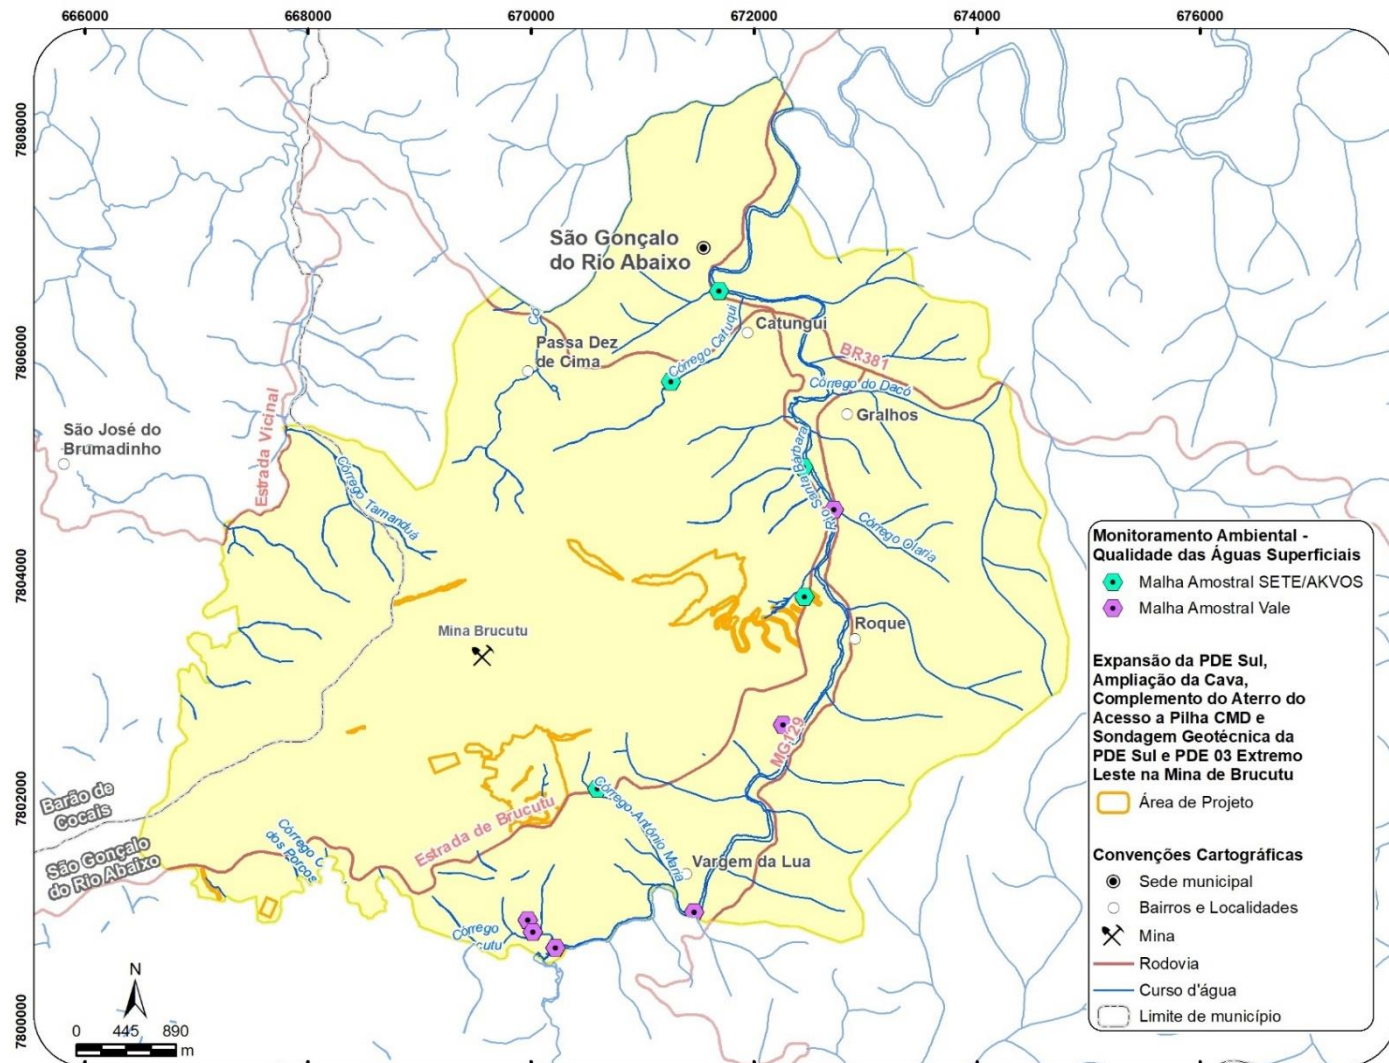 666000
668000
670000
672000
674000
676000
7808000
7806000
7804000
7802000
7800000
São Gonçalo
do Rio Abaixo
Catungui
Córrego Catuqui
Passa Dez
de Cima
Có
BR381
Córrego do Dacó
Gralhos
São José do
Brumadinho
Estrada Vicinal
Córrego Tamanduá
Rio Santa Bárbara
Córrego Olaria
Roque
Mina Brucutu
MG129
Barão de
Cocais
São Gonçalo
do Rio Abaixo
Córrego C
dos Porcos
Estrada de Brucutu
Córrego Antônio Maria
Vargem da Lua
Córrego
cutu
N
0 445 890
m
Monitoramento Ambiental -
Qualidade das Águas Superficiais
Malha Amostral SETE/AKVOS
Malha Amostral Vale
Expansão da PDE Sul,
Ampliação da Cava,
Complemento do Aterro do
Acesso a Pilha CMD e
Sondagem Geotécnica da
PDE Sul e PDE 03 Extremo
Leste na Mina de Brucutu
Área de Projeto
Convenções Cartográficas
Sede municipal
Bairros e Localidades
Mina
Rodovia
Curso d'água
Limite de município